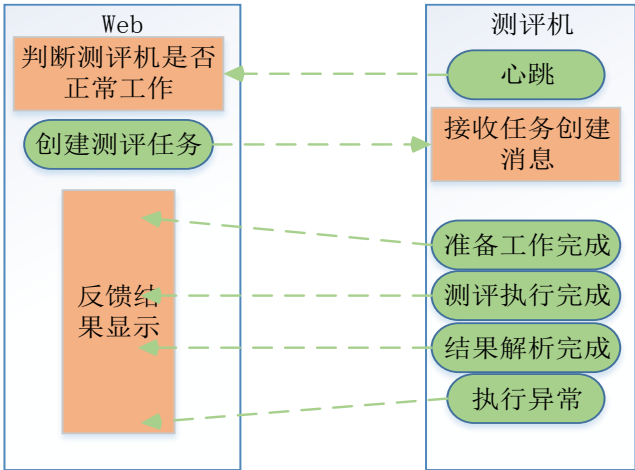 Web
判断测评机是否
正常工作
创建测评任务
反馈结
果显示
测评机
心跳
接收任务创建
消息
准备工作完成
测评执行完成
结果解析完成
执行异常